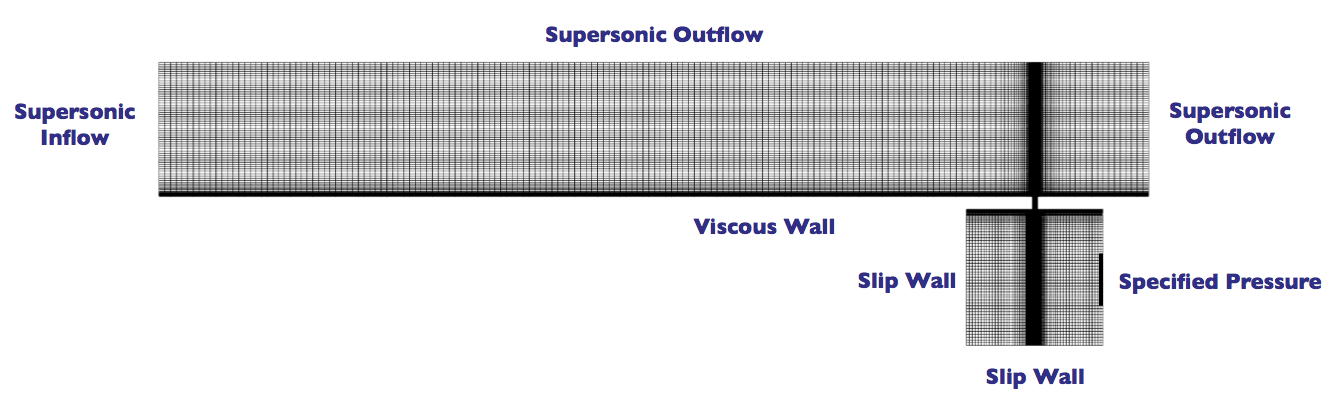 Supersonic Outflow
Supersonic
Inflow
Supersonic
Outflow
Viscous Wall
Slip Wall
Specified Pressure
Slip Wall